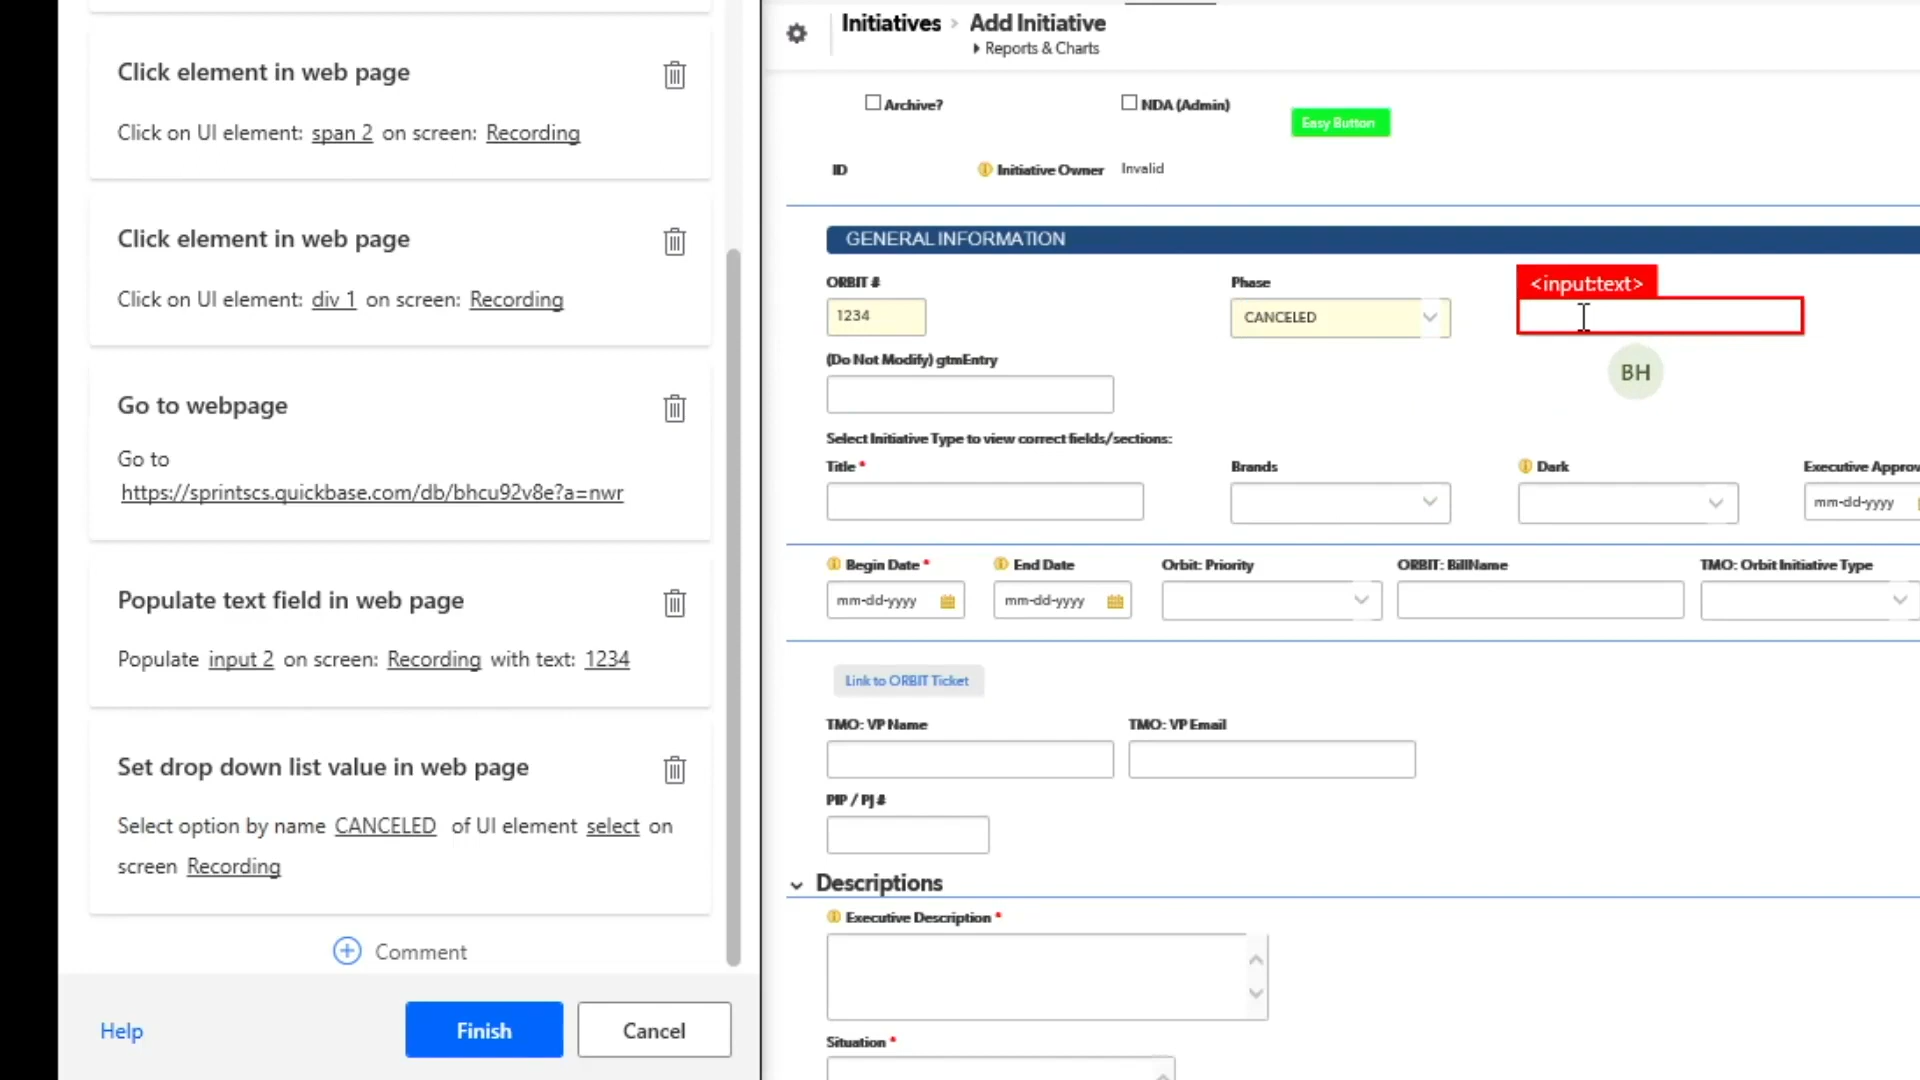 Click element in web page
Click on UI element: span 2 on screen: Recording
Click element in web page
Click on UI element: div 1 on screen: Recording
Go to webpage
Go to
https://sprintscs.quickbase.com/db/bhcu92v8e?a=nwr
Populate text field in web page
Populate input 2 on screen: Recording with text: 1234
Set drop down list value in web page
Select option by name CANCELED of UI element select on
screen Recording
Comment
Help
Finish
Cancel
Initiatives > Add Initiative
Reports & Charts
Archive?
NDA (Admin)
Easy Button
ID
Initiative Owner
Invalid
GENERAL INFORMATION
ORBIT #
Phase
<input:text>
1234
CANCELED
BH
(Do Not Modify) gtmEntry
Select Initiative Type to view correct fields/sections:
Title *
Brands
Dark
Executive Approv
mm-dd-yyyy
Begin Date *
End Date
Orbit: Priority
ORBIT: BillName
TMO: Orbit Initiative Type
mm-dd-yyyy
mm-dd-yyyy
Link to ORBIT Ticket
TMO: VP Name
TMO: VP Email
PIP / PJ #
Descriptions
Executive Description *
Situation *